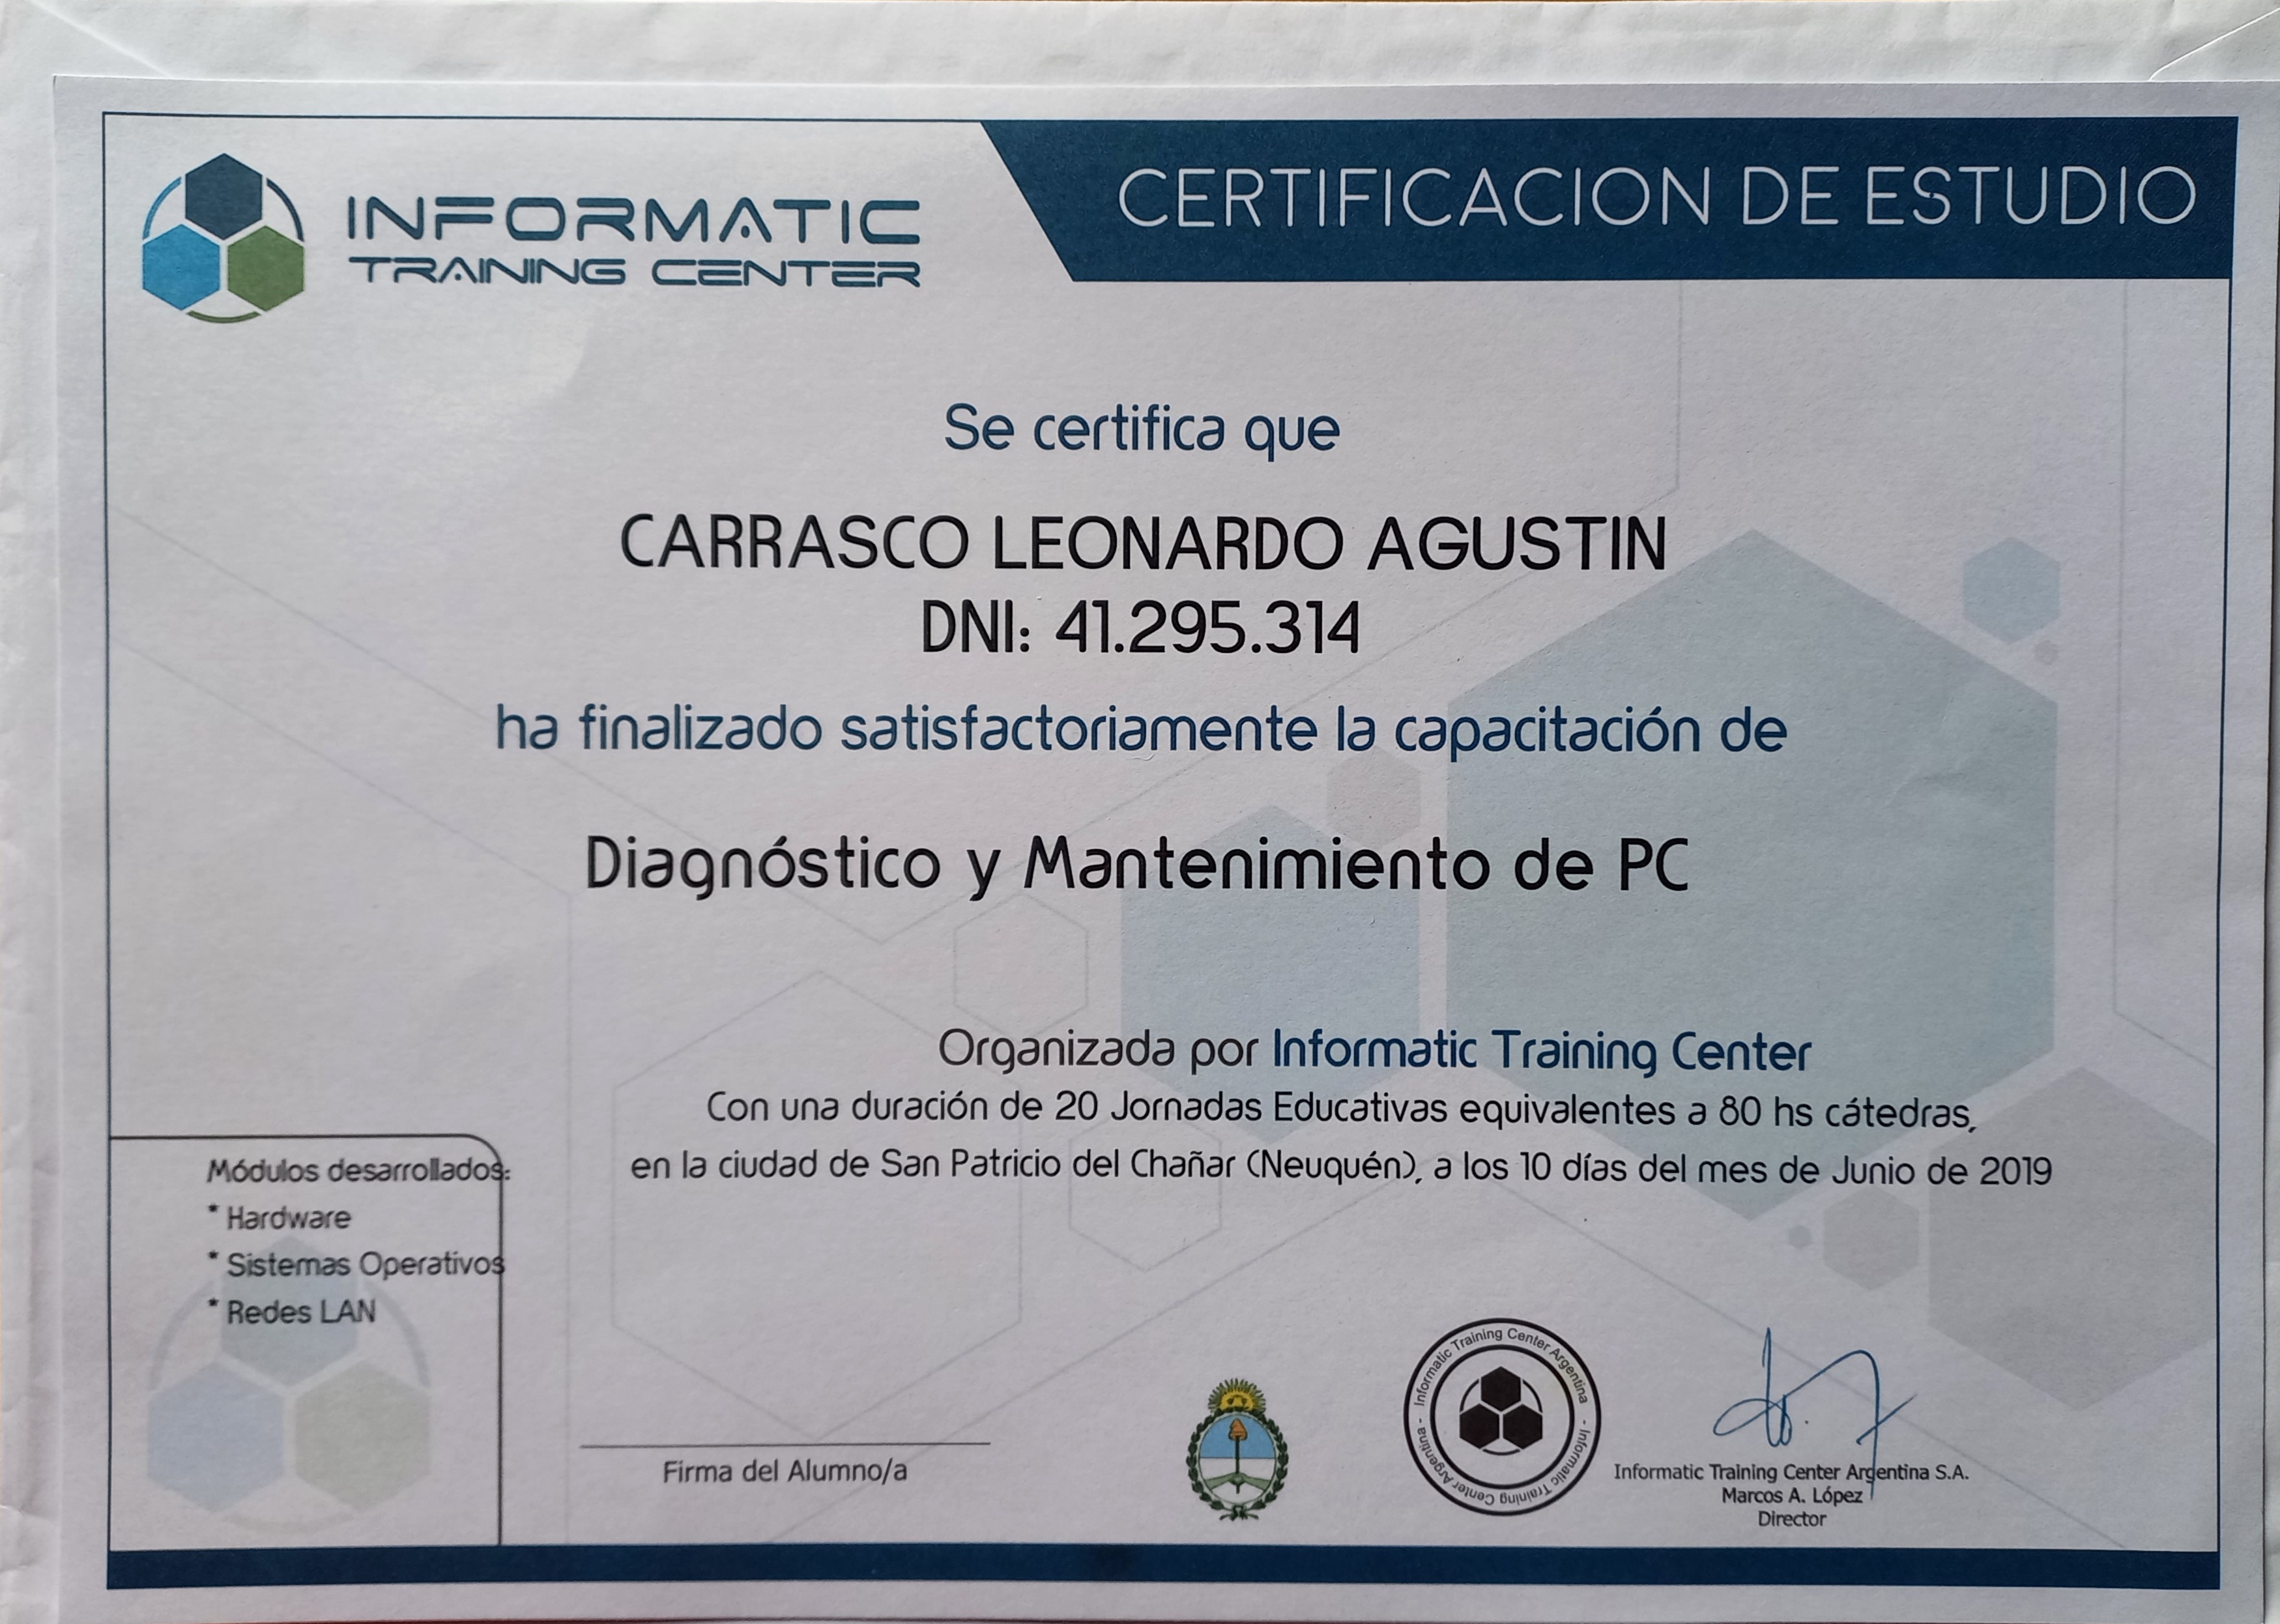 INFORMATIC
TRAINING CENTER
CERTIFICACION DE ESTUDIO
Se certifica que
CARRASCO LEONARDO AGUSTIN
DNI: 41.295.314
ha finalizado satisfactoriamente la capacitación de
Diagnóstico y Mantenimiento de PC
Organizada por Informatic Training Center
Con una duración de 20 Jornadas Educativas equivalentes a 80 hs cátedras,
en la ciudad de San Patricio del Chañar (Neuquén), a los 10 días del mes de Junio de 2019
Módulos desarrollados:
* Hardware
* Sistemas Operativos
* Redes LAN
Firma del Alumno/a
Informatic Training Center Argentina - Informatic Training Center Argentina -
Informatic Training Center Argentina S.A.
Marcos A. López
Director